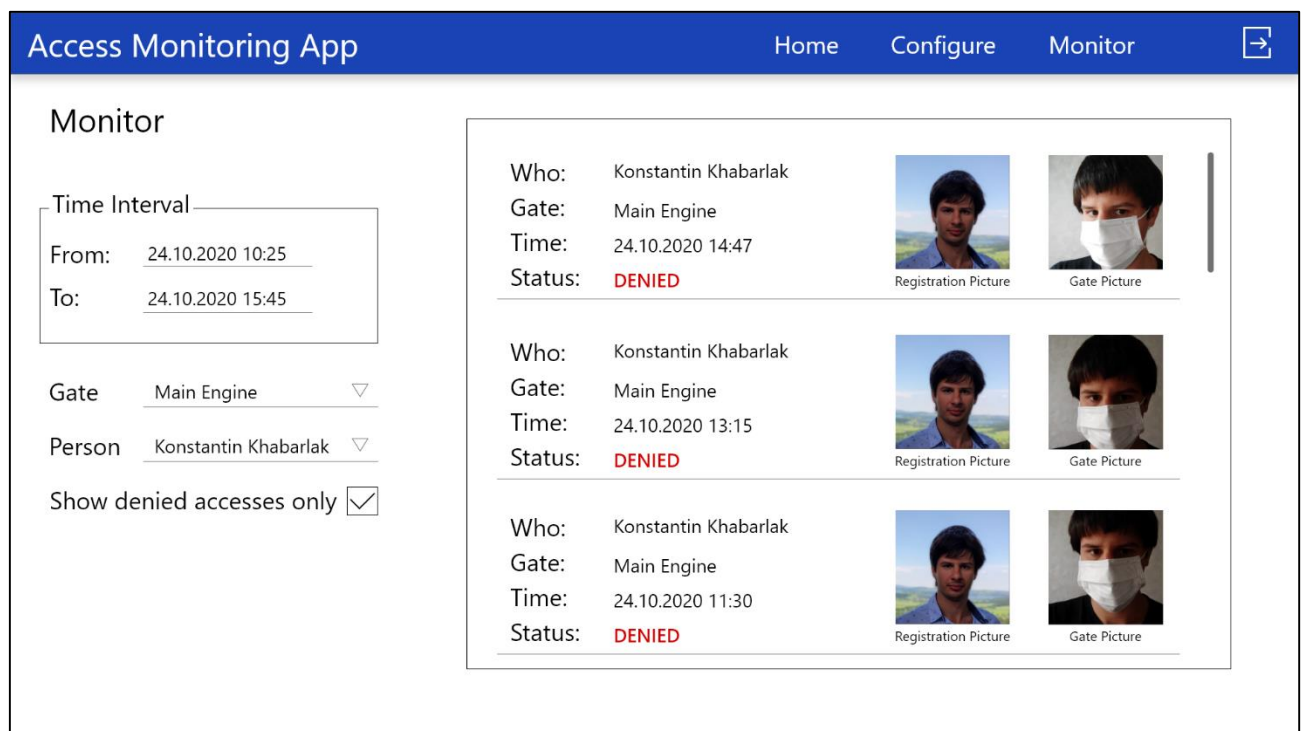 Access Monitoring App Home Configure Monitor
Monitor
Time Interval
From: 24.10.2020 10:25
To: 24.10.2020 15:45
Gate Main Engine
Person Konstantin Khabarlak
Show denied accesses only
Who: Konstantin Khabarlak
Gate: Main Engine
Time: 24.10.2020 14:47
Status: DENIED
Registration Picture Gate Picture
Who: Konstantin Khabarlak
Gate: Main Engine
Time: 24.10.2020 13:15
Status: DENIED
Registration Picture Gate Picture
Who: Konstantin Khabarlak
Gate: Main Engine
Time: 24.10.2020 11:30
Status: DENIED
Registration Picture Gate Picture